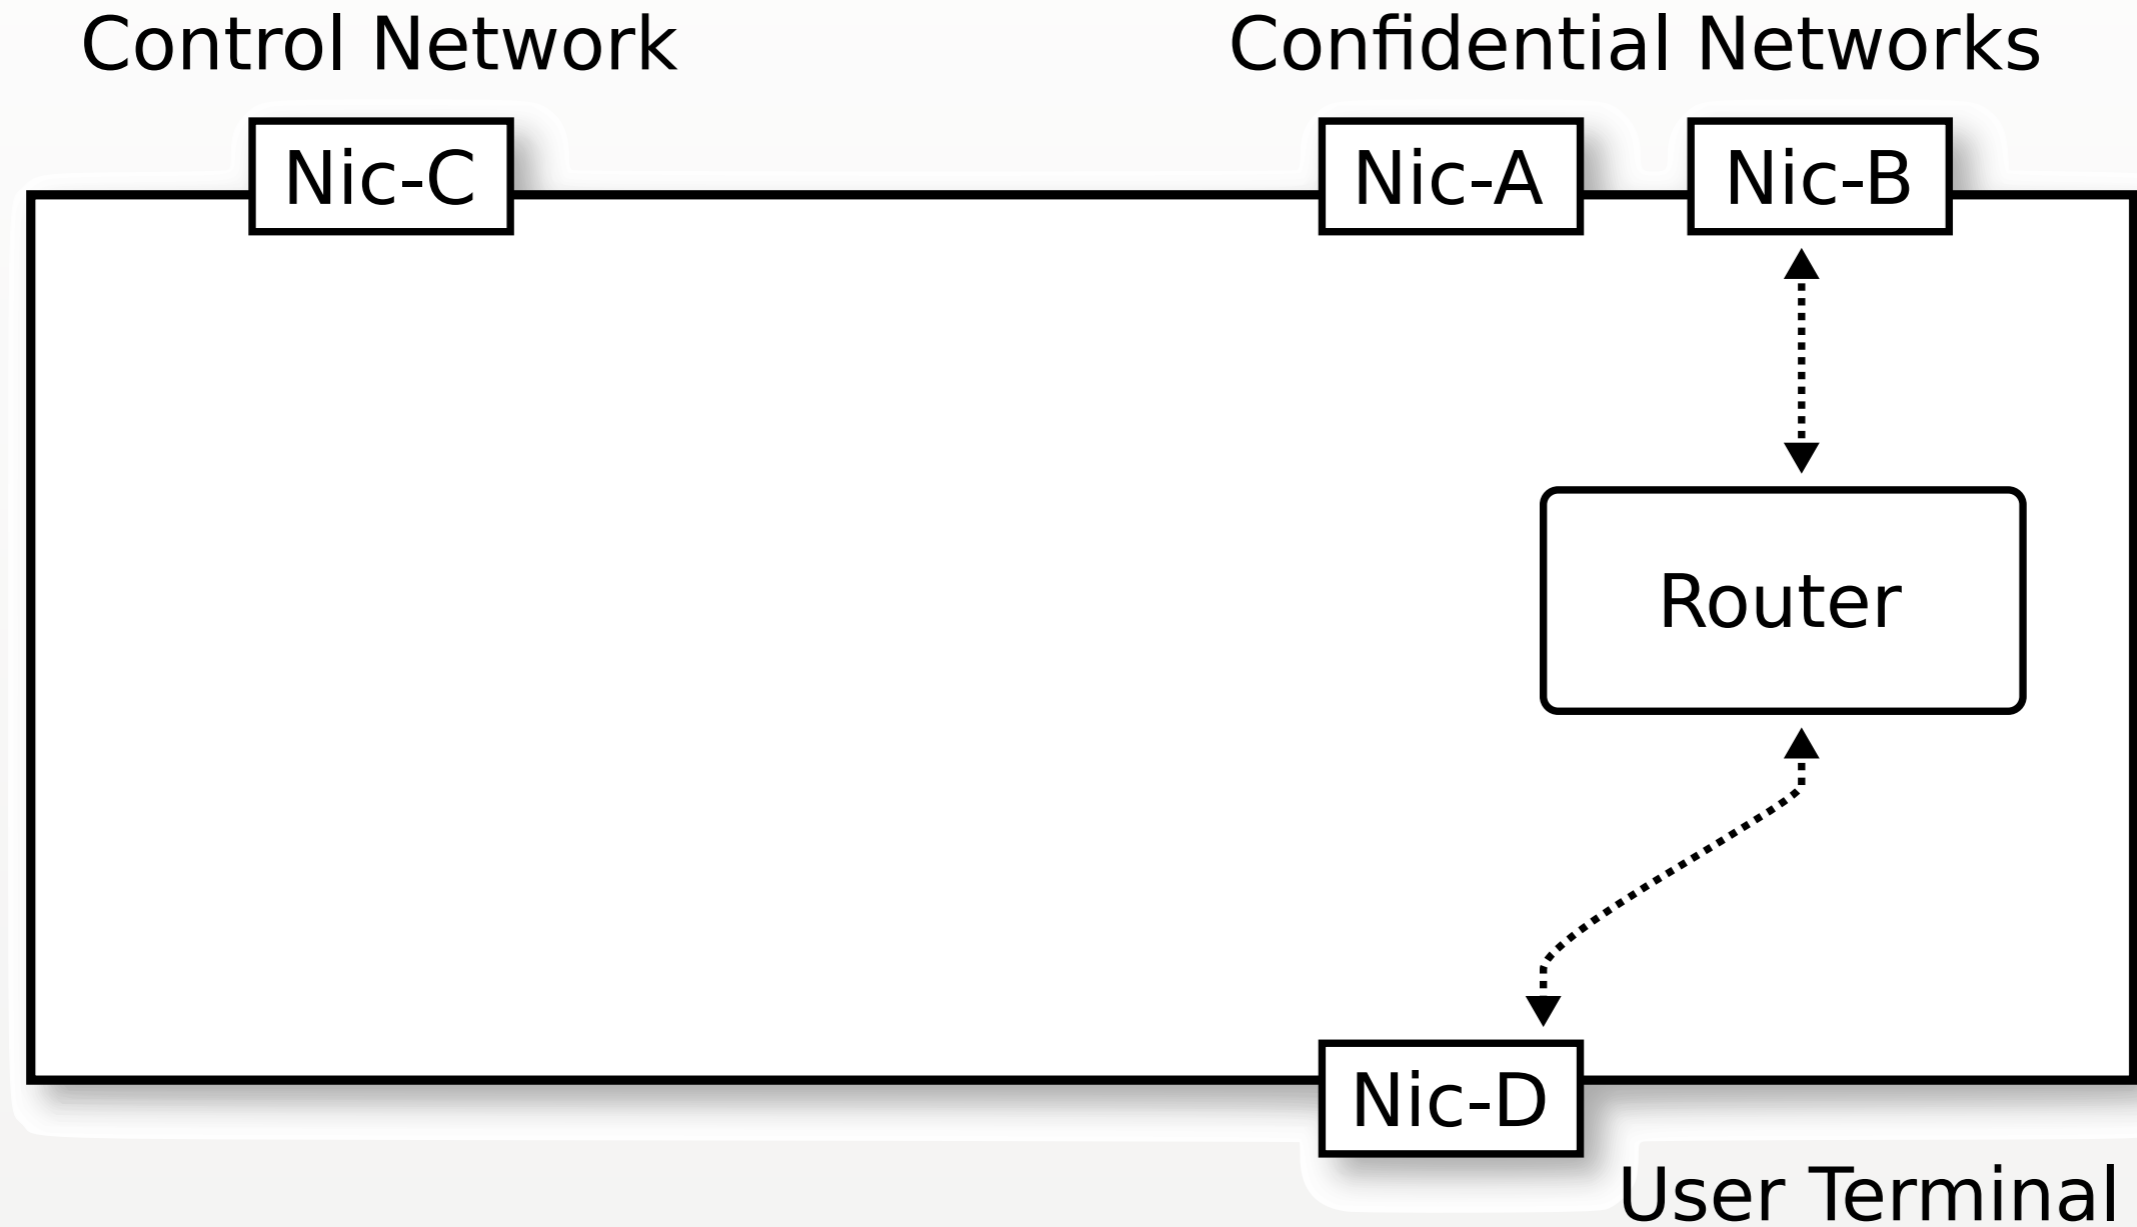 Control Network
Confidential Networks
Nic-C
Nic-A
Nic-B
Router
Nic-D
User Terminal